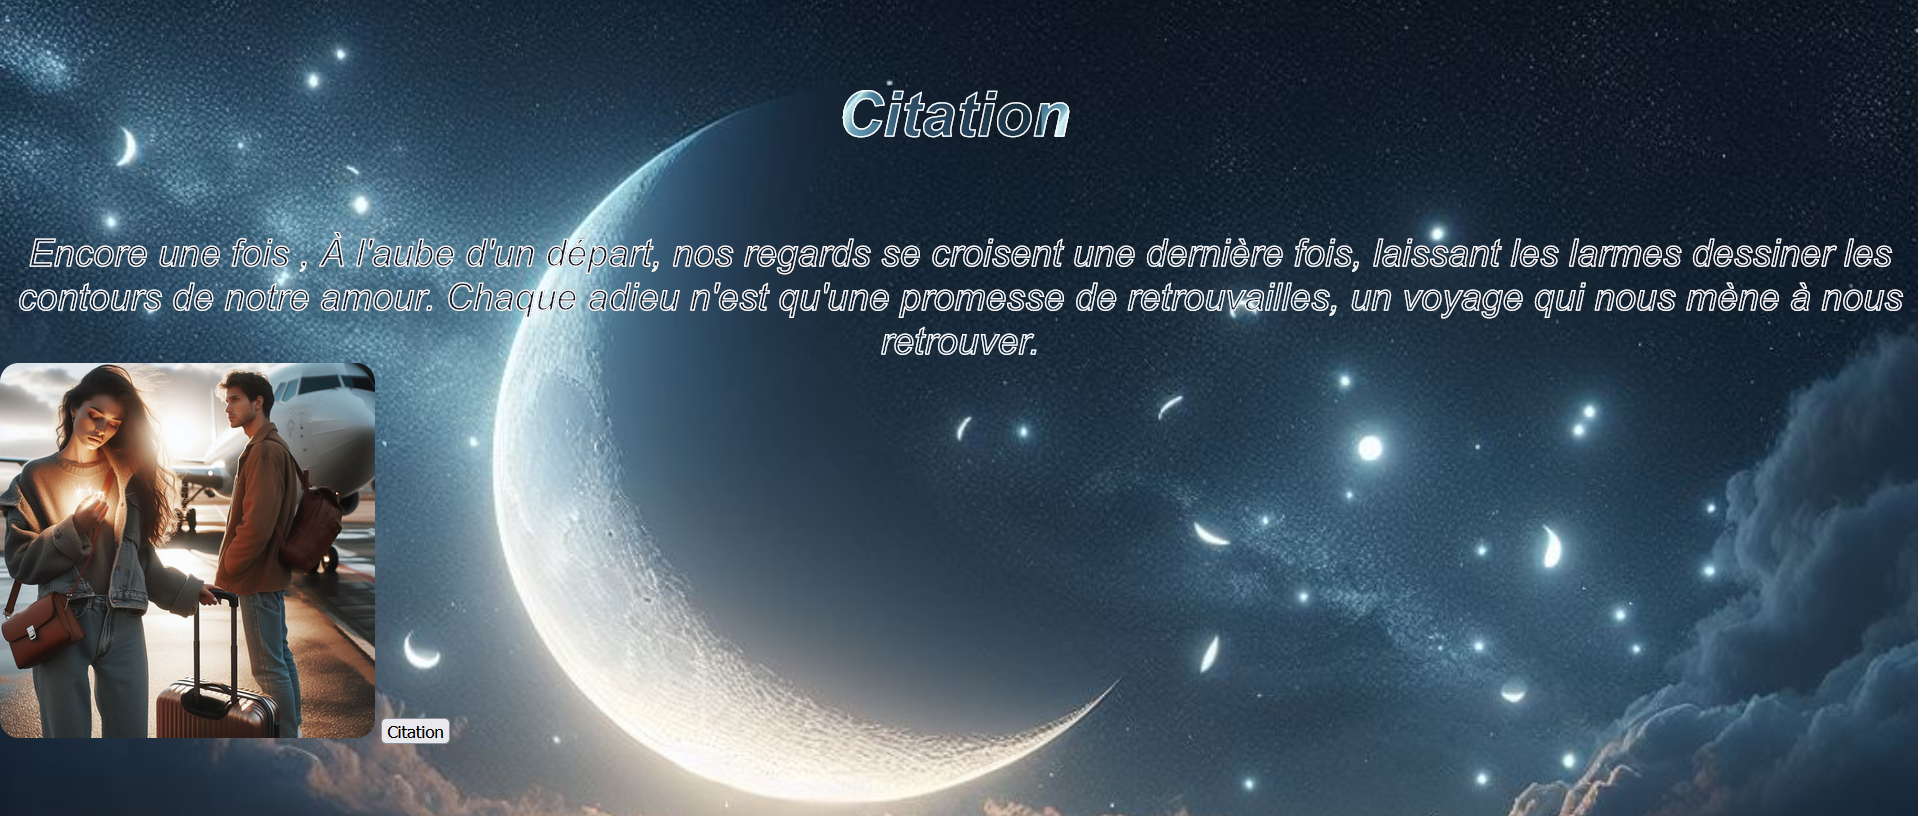 Citation
Encore une fois , À l'aube d'un départ, nos regards se croisent une dernière fois, laissant les larmes dessiner les
contours de notre amour. Chaque adieu n'est qu'une promesse de retrouvailles, un voyage qui nous mène à nous
retrouver.
Citation